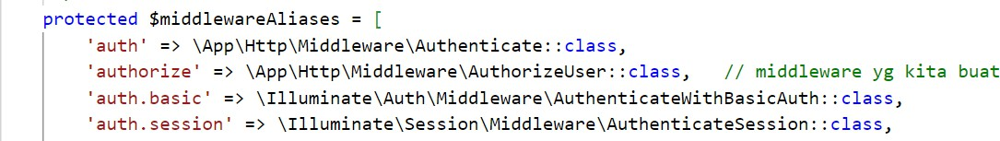 protected $middlewareAliases = [
'auth' => \App\Http\Middleware\Authenticate::class,
'authorize' => \App\Http\Middleware\AuthorizeUser::class,   // middleware yg kita buat
'auth.basic' => \Illuminate\Auth\Middleware\AuthenticateWithBasicAuth::class,
'auth.session' => \Illuminate\Session\Middleware\AuthenticateSession::class,